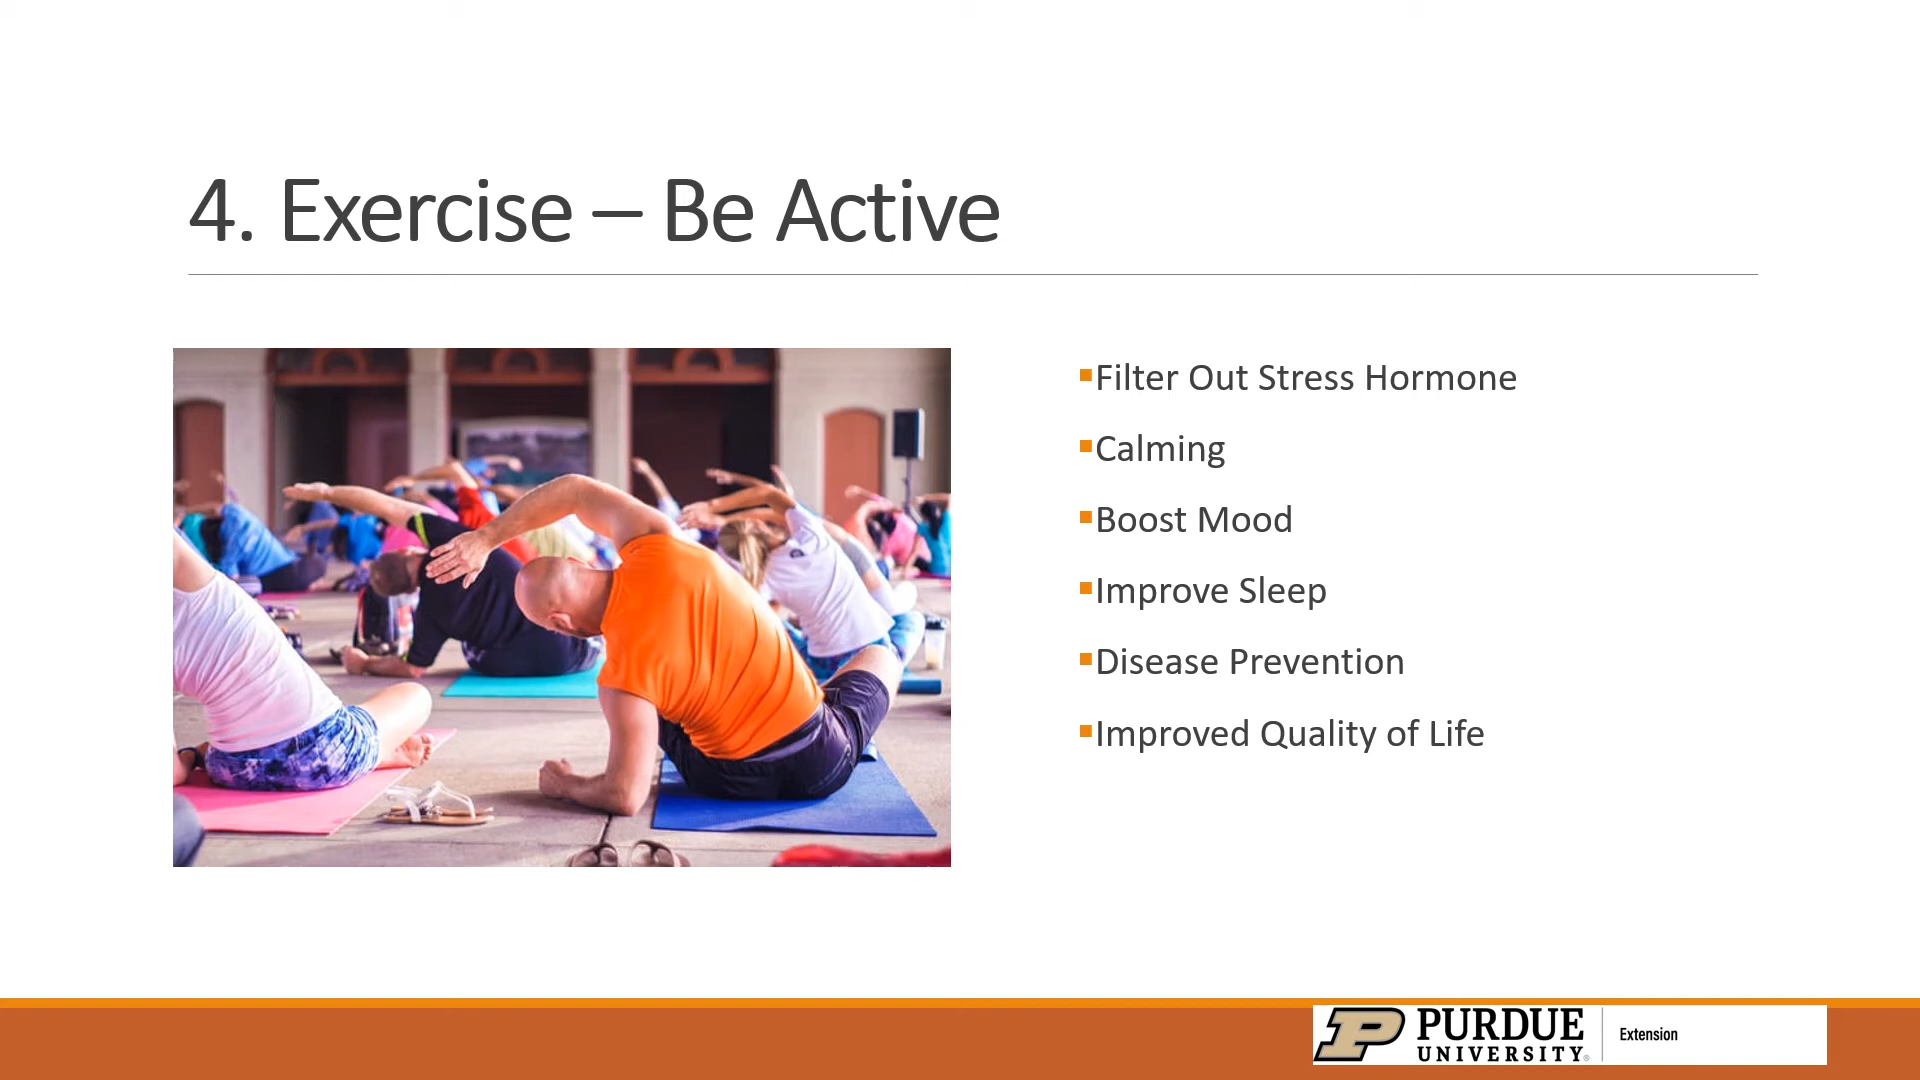 4. Exercise – Be Active
▪Filter Out Stress Hormone
▪Calming
▪Boost Mood
▪Improve Sleep
▪Disease Prevention
▪Improved Quality of Life
P PURDUE
UNIVERSITY®
Extension